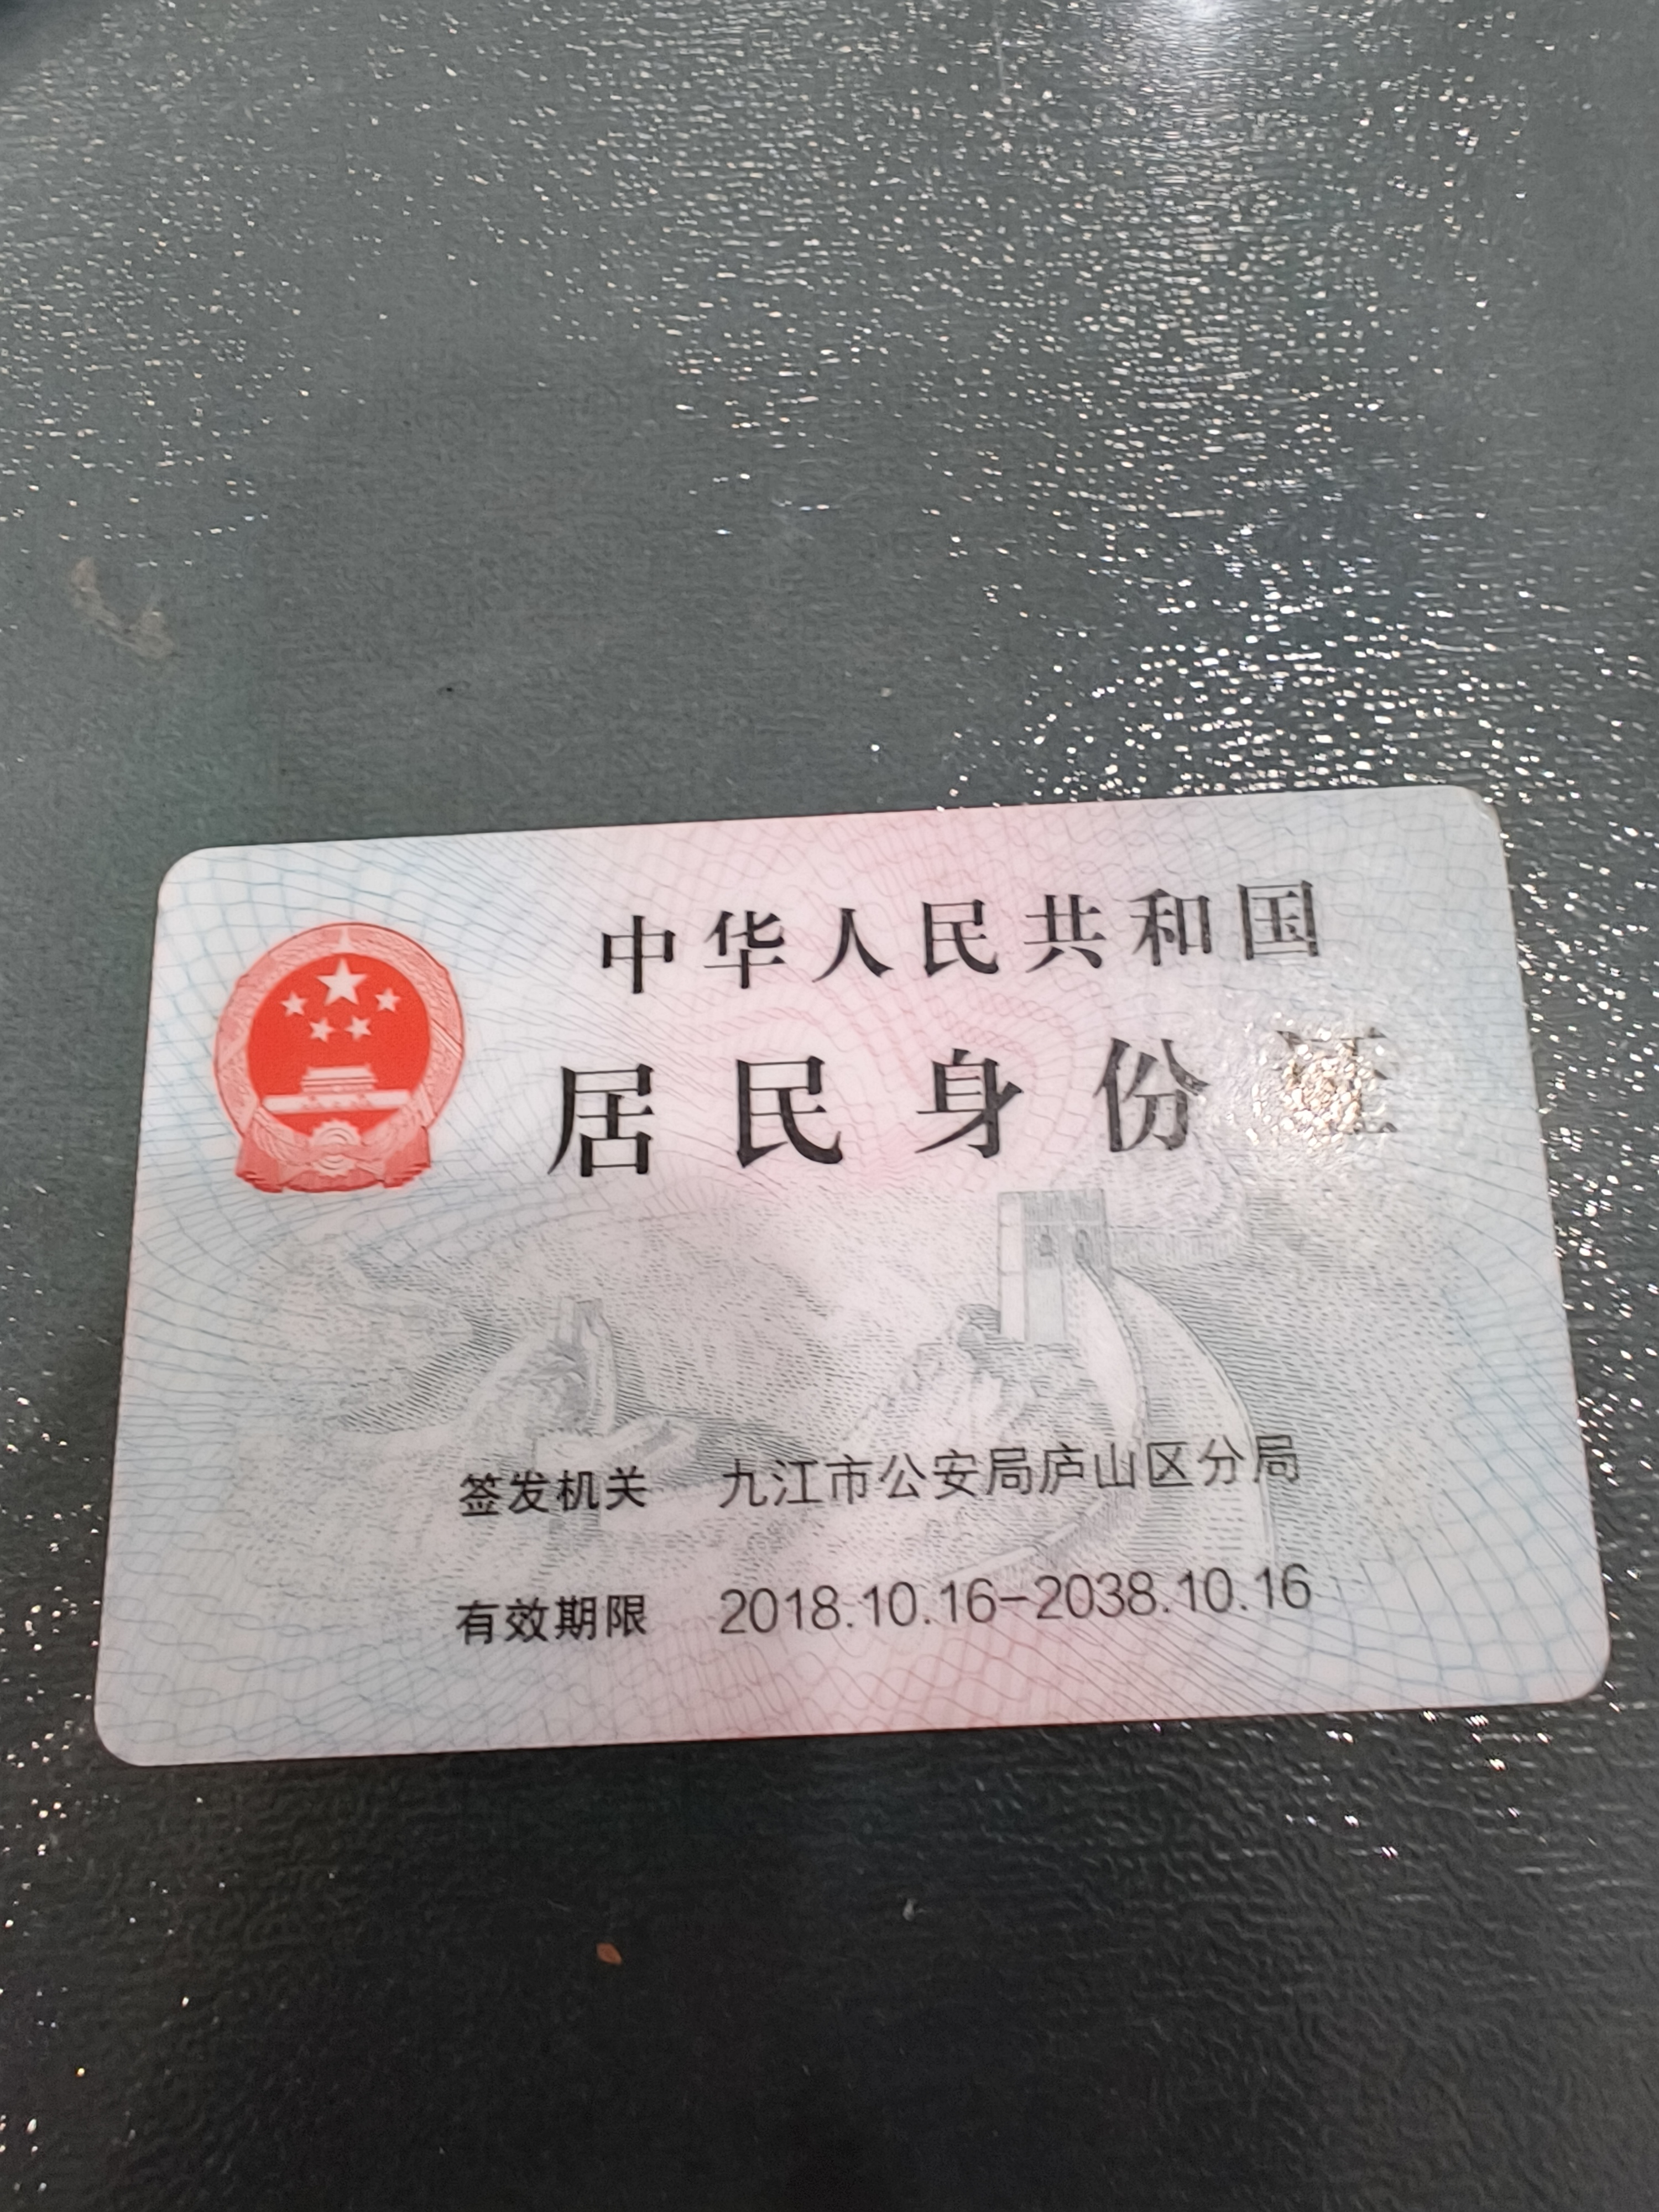 中华人民共和国
居民身份证
签发机关 九江市公安局庐山区分局
有效期限 2018.10.16-2038.10.16